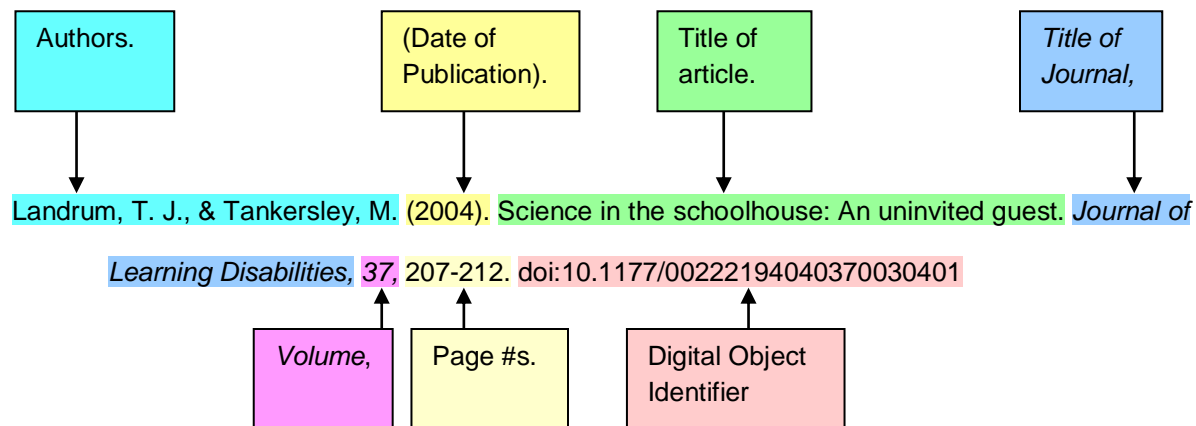 Authors.
(Date of
Publication).
Title of
article.
Title of
Journal,
Landrum, T. J., & Tankersley, M. (2004). Science in the schoolhouse: An uninvited guest. Journal of
Learning Disabilities, 37, 207-212. doi:10.1177/00222194040370030401
Volume,
Page #s.
Digital Object
Identifier